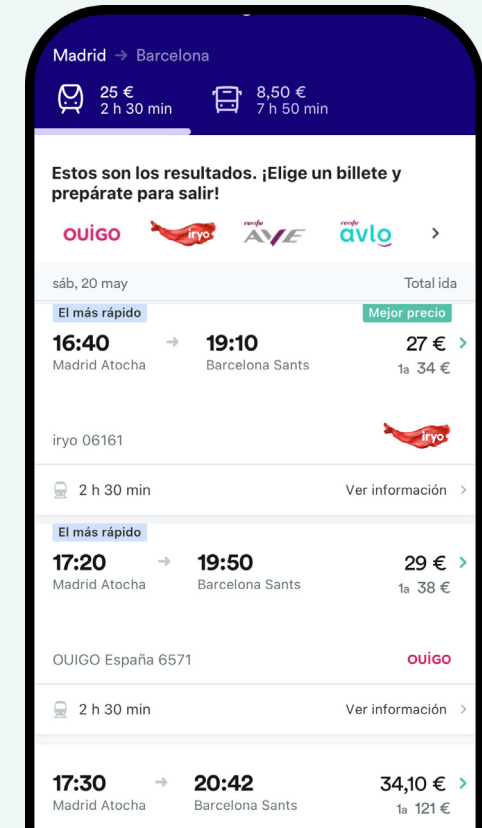 Madrid → Barcelona
25 €
2 h 30 min
8,50 €
7 h 50 min
Estos son los resultados. ¡Elige un billete y
prepárate para salir!
OUIGO iryo renfe AVE renfe avlo
sáb, 20 may Total ida
El más rápido Mejor precio
16:40 → 19:10 27 €
Madrid Atocha Barcelona Sants 1a 34 €
iryo 06161 iryo
2 h 30 min Ver información
El más rápido
17:20 → 19:50 29 €
Madrid Atocha Barcelona Sants 1a 38 €
OUIGO España 6571 OUIGO
2 h 30 min Ver información
17:30 → 20:42 34,10 €
Madrid Atocha Barcelona Sants 1a 121 €